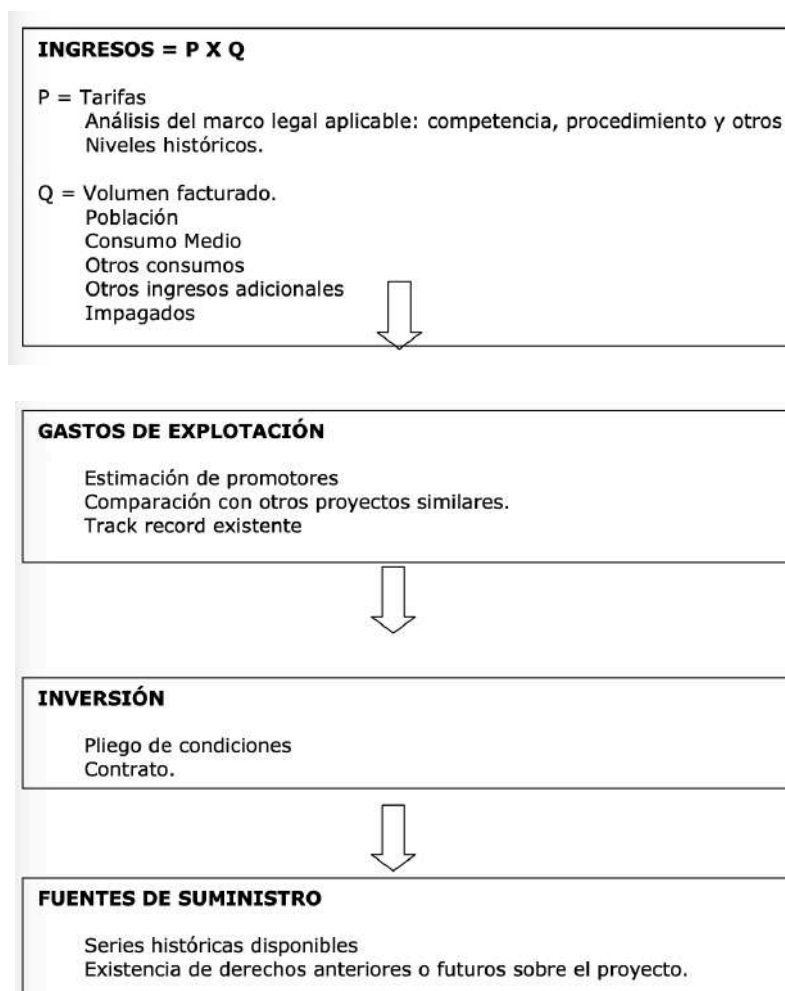 INGRESOS = P X Q
P = Tarifas
Análisis del marco legal aplicable: competencia, procedimiento y otros
Niveles históricos.
Q = Volumen facturado.
Población
Consumo Medio
Otros consumos
Otros ingresos adicionales
Impagados
GASTOS DE EXPLOTACIÓN
Estimación de promotores
Comparación con otros proyectos similares.
Track record existente
INVERSIÓN
Pliego de condiciones
Contrato.
FUENTES DE SUMINISTRO
Series históricas disponibles
Existencia de derechos anteriores o futuros sobre el proyecto.